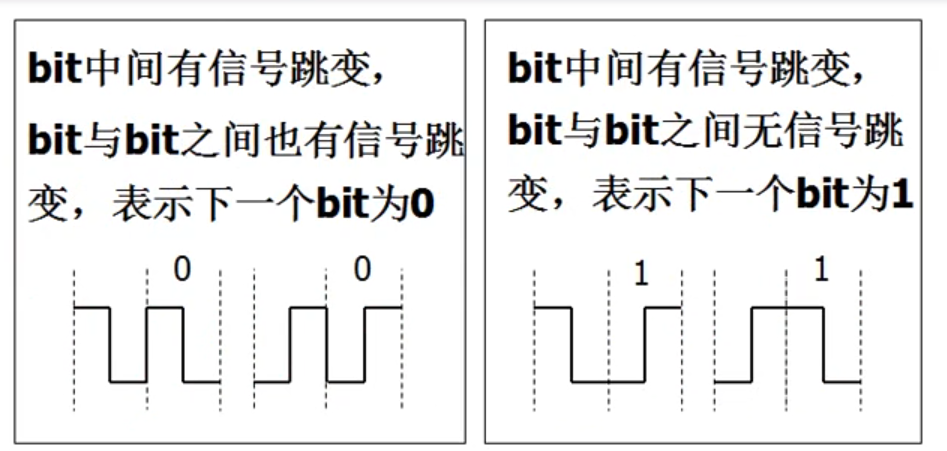 bit中间有信号跳变，
bit与bit之间也有信号跳
变，表示下一个bit为0
0
0
bit中间有信号跳变，
bit与bit之间无信号跳
变，表示下一个bit为1
1
1